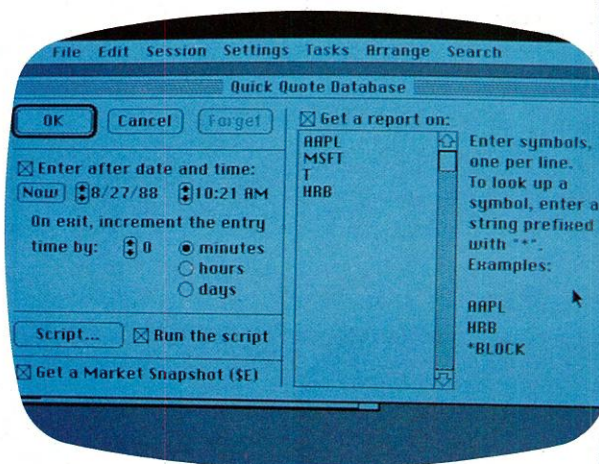 File Edit Session Settings Tasks Arrange Search
Quick Quote Database
OK Cancel Forget
Enter after date and time:
Now 8/27/88 10:21 AM
On exit, increment the entry
time by: 0 minutes
hours
days
Script... Run the script
Get a Market Snapshot ($E)
Get a report on:
AAPL
MSFT
T
HRB
Enter symbols,
one per line.
To look up a
symbol, enter a
string prefixed
with "*".
Examples:
AAPL
HRB
*BLOCK